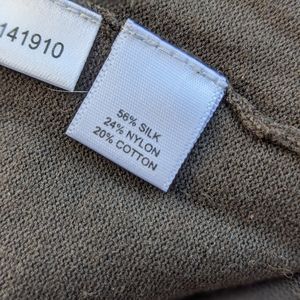 141910
56% SILK
24% NYLON
20% COTTON